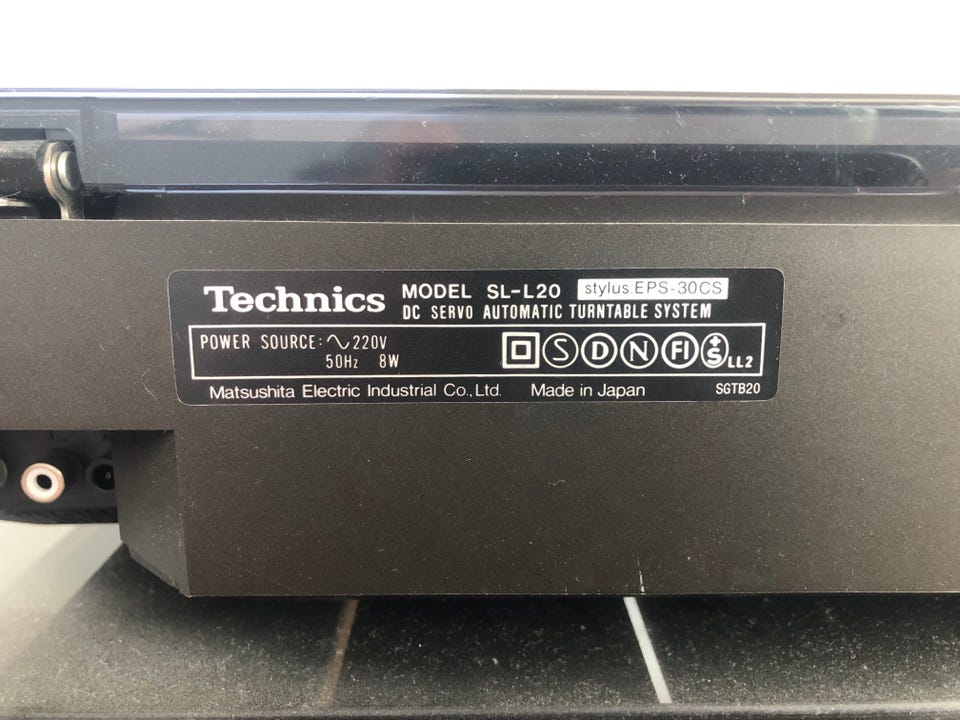 Technics MODEL SL-L20 stylus EPS-30CS
DC SERVO AUTOMATIC TURNTABLE SYSTEM
POWER SOURCE: ∿ 220V
50Hz 8W
S D N FI +S LL2
Matsushita Electric Industrial Co., Ltd. Made in Japan SGTB20